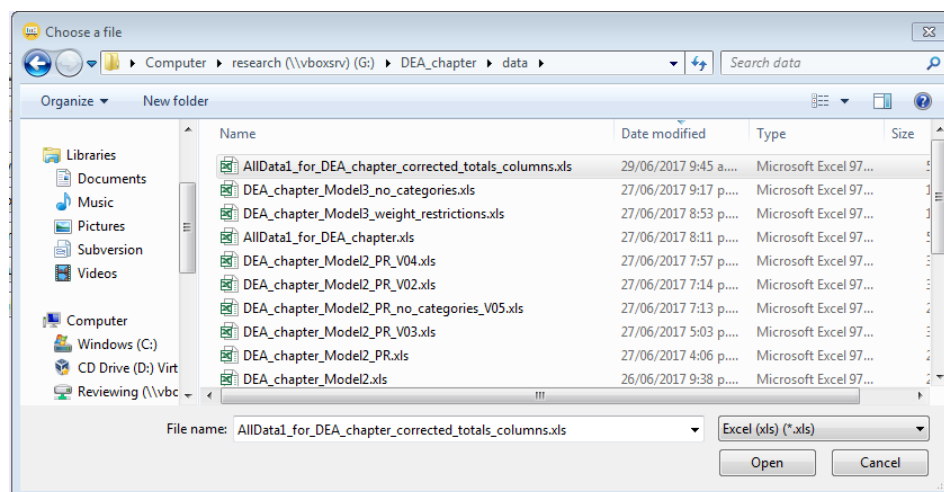 Choose a file
Computer research (\\vboxsrv) (G:) DEA_chapter data Search data
Organize New folder
Name Date modified Type Size
Libraries
Documents
Music
Pictures
Subversion
Videos
Computer
Windows (C:)
CD Drive (D:) Virt
Reviewing (\\vbc
AllData1_for_DEA_chapter_corrected_totals_columns.xls 29/06/2017 9:45 a.... Microsoft Excel 97...
DEA_chapter_Model3_no_categories.xls 27/06/2017 9:17 p.... Microsoft Excel 97...
DEA_chapter_Model3_weight_restrictions.xls 27/06/2017 8:53 p.... Microsoft Excel 97...
AllData1_for_DEA_chapter.xls 27/06/2017 8:11 p.... Microsoft Excel 97...
DEA_chapter_Model2_PR_V04.xls 27/06/2017 7:57 p.... Microsoft Excel 97...
DEA_chapter_Model2_PR_V02.xls 27/06/2017 7:14 p.... Microsoft Excel 97...
DEA_chapter_Model2_PR_no_categories_V05.xls 27/06/2017 7:13 p.... Microsoft Excel 97...
DEA_chapter_Model2_PR_V03.xls 27/06/2017 5:03 p.... Microsoft Excel 97...
DEA_chapter_Model2_PR.xls 27/06/2017 4:06 p.... Microsoft Excel 97...
DEA_chapter_Model2.xls 26/06/2017 9:38 p.... Microsoft Excel 97...
File name: AllData1_for_DEA_chapter_corrected_totals_columns.xls Excel (xls) (*.xls)
Open Cancel